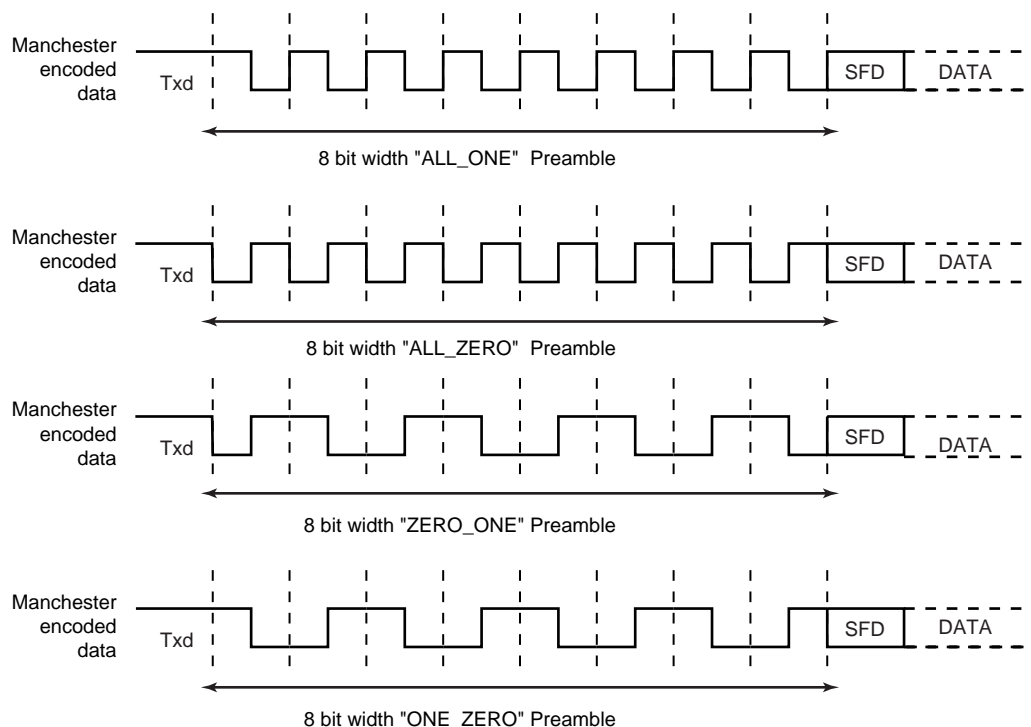 Manchester
encoded
data
Txd
SFD
DATA
8 bit width "ALL_ONE" Preamble
Manchester
encoded
data
Txd
SFD
DATA
8 bit width "ALL_ZERO" Preamble
Manchester
encoded
data
Txd
SFD
DATA
8 bit width "ZERO_ONE" Preamble
Manchester
encoded
data
Txd
SFD
DATA
8 bit width "ONE_ZERO" Preamble